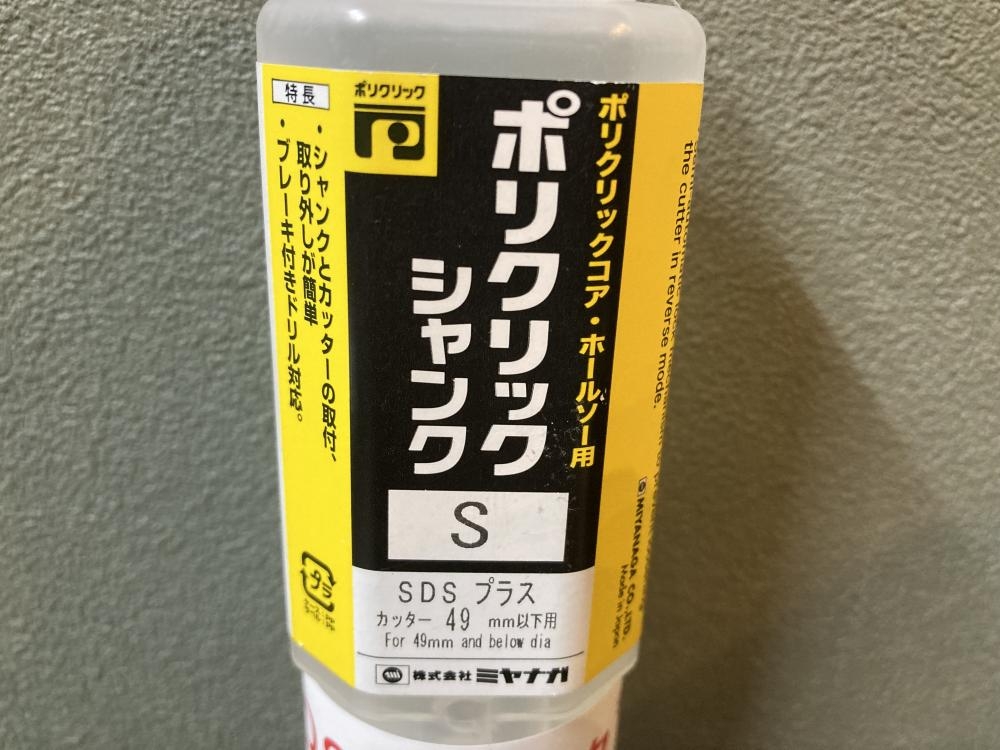 ポリクリックコア・ホールソー用
ポリクリック
シャンク
S
SDS プラス
カッター 49 mm以下用
For 49mm and below dia
株式会社 ミヤナガ
ポリクリック
特長
・シャンクとカッターの取付、
取り外しが簡単
・ブレーキ付きドリル対応。
プラ
the cutter in reverse mode.
MIYANAGA CO., LTD.
Made in Japan